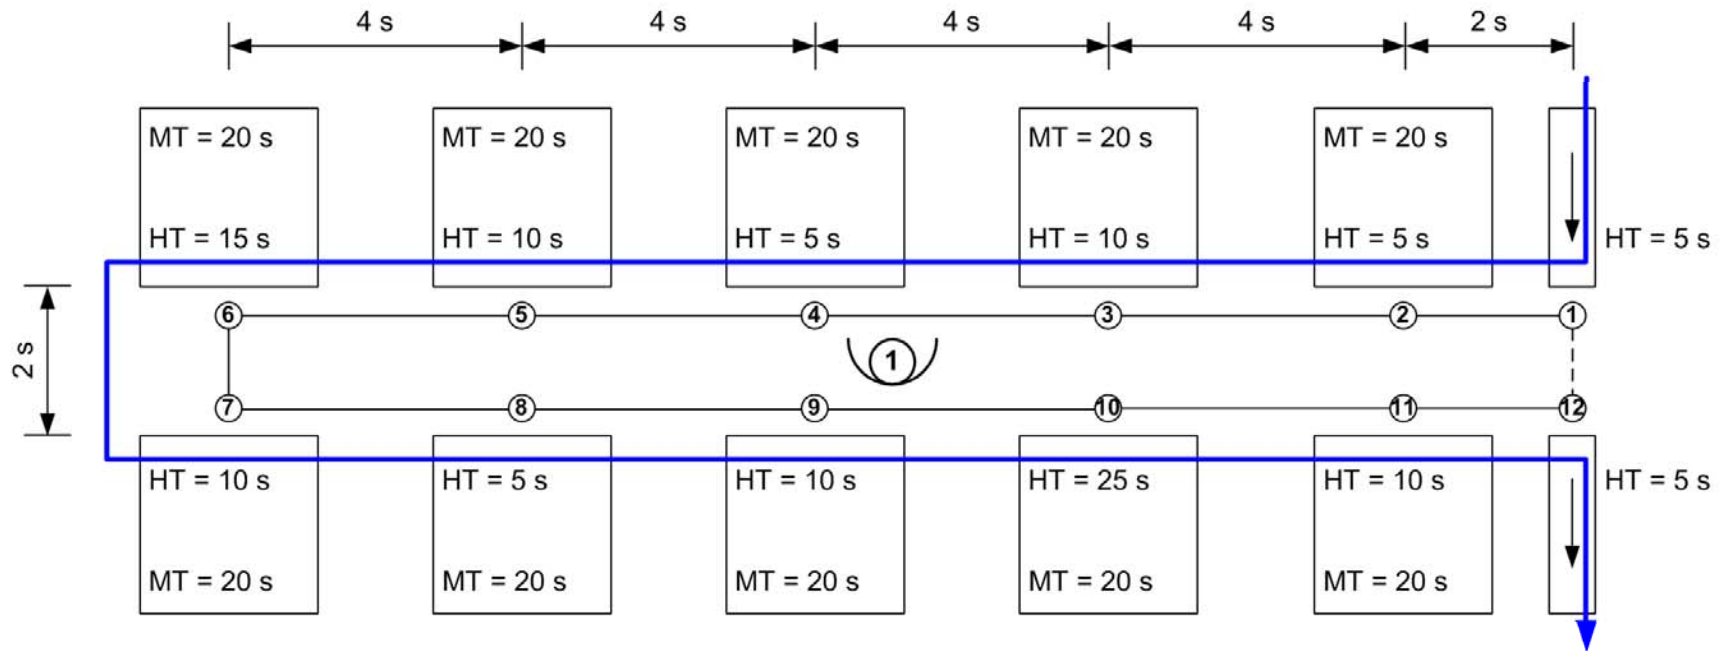 4 s
4 s
4 s
4 s
2 s
MT = 20 s
MT = 20 s
MT = 20 s
MT = 20 s
MT = 20 s
HT = 15 s
HT = 10 s
HT = 5 s
HT = 10 s
HT = 5 s
HT = 5 s
6
5
4
3
2
1
2 s
1
7
8
9
10
11
12
HT = 10 s
HT = 5 s
HT = 10 s
HT = 25 s
HT = 10 s
HT = 5 s
MT = 20 s
MT = 20 s
MT = 20 s
MT = 20 s
MT = 20 s